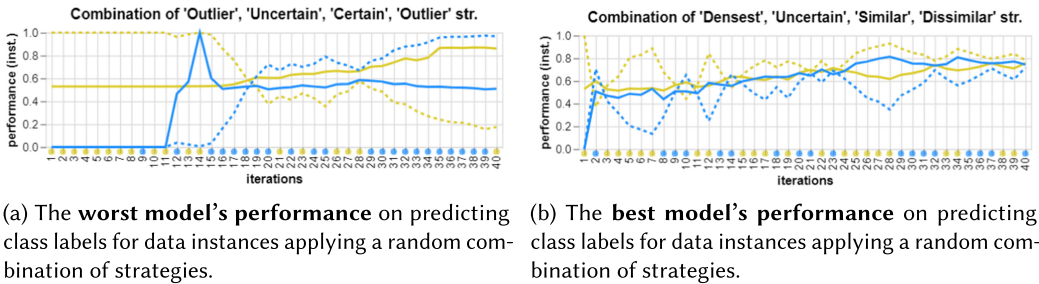 Combination of 'Outlier', 'Uncertain', 'Certain', 'Outlier' str.
performance (inst.)
1.0
0.8
0.6
0.4
0.2
0.0
1 2 3 4 5 6 7 8 9 10 11 12 13 14 15 16 17 18 19 20 21 22 23 24 25 26 27 28 29 30 31 32 33 34 35 36 37 38 39 40
iterations
(a) The worst model's performance on predicting
class labels for data instances applying a random com-
bination of strategies.
Combination of 'Densest', 'Uncertain', 'Similar', 'Dissimilar' str.
performance (inst.)
1.0
0.8
0.6
0.4
0.2
0.0
1 2 3 4 5 6 7 8 9 10 11 12 13 14 15 16 17 18 19 20 21 22 23 24 25 26 27 28 29 30 31 32 33 34 35 36 37 38 39 40
iterations
(b) The best model's performance on predicting
class labels for data instances applying a random com-
bination of strategies.